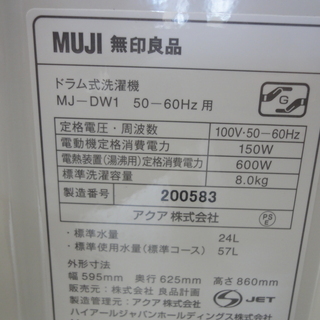 MUJI 無印良品
ドラム式洗濯機
MJ-DW1 50-60Hz用
G
定格電圧・周波数 100V・50-60Hz
電動機定格消費電力 150W
電熱装置(湯沸用)定格消費電力 600W
標準洗濯容量 8.0kg
製造番号 200583
アクア株式会社
PS
E
・標準水量 24L
・標準使用水量(標準コース) 57L
外形寸法
幅 595mm 奥行 625mm 高さ 860mm
販売元:株式会社 良品計画
製造管理元:アクア株式会社
S JET
ハイアールジャパンホールディングス株式会社